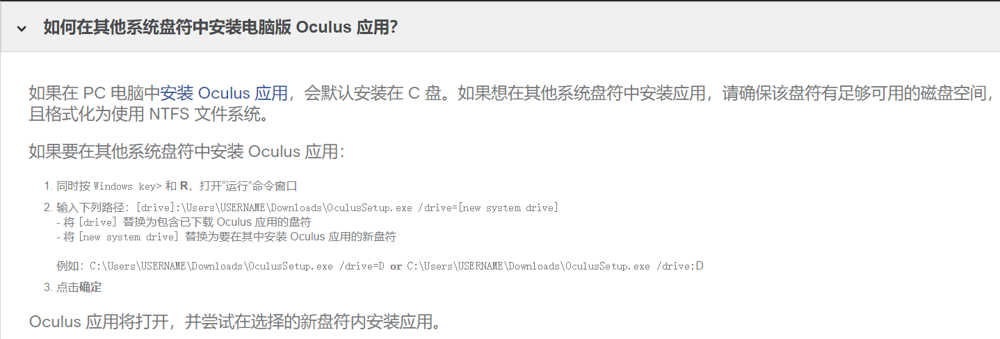 如何在其他系统盘符中安装电脑版 Oculus 应用？
如果在 PC 电脑中安装 Oculus 应用，会默认安装在 C 盘。如果想在其他系统盘符中安装应用，请确保该盘符有足够可用的磁盘空间，
且格式化为使用 NTFS 文件系统。
如果要在其他系统盘符中安装 Oculus 应用：
1. 同时按 Windows key> 和 R，打开“运行”命令窗口
2. 输入下列路径：[drive]:\Users\USERNAME\Downloads\OculusSetup.exe /drive=[new system drive]
- 将 [drive] 替换为包含已下载 Oculus 应用的盘符
- 将 [new system drive] 替换为要在其中安装 Oculus 应用的新盘符
例如：C:\Users\USERNAME\Downloads\OculusSetup.exe /drive=D or C:\Users\USERNAME\Downloads\OculusSetup.exe /drive:D
3. 点击确定
Oculus 应用将打开，并尝试在选择的新盘符内安装应用。